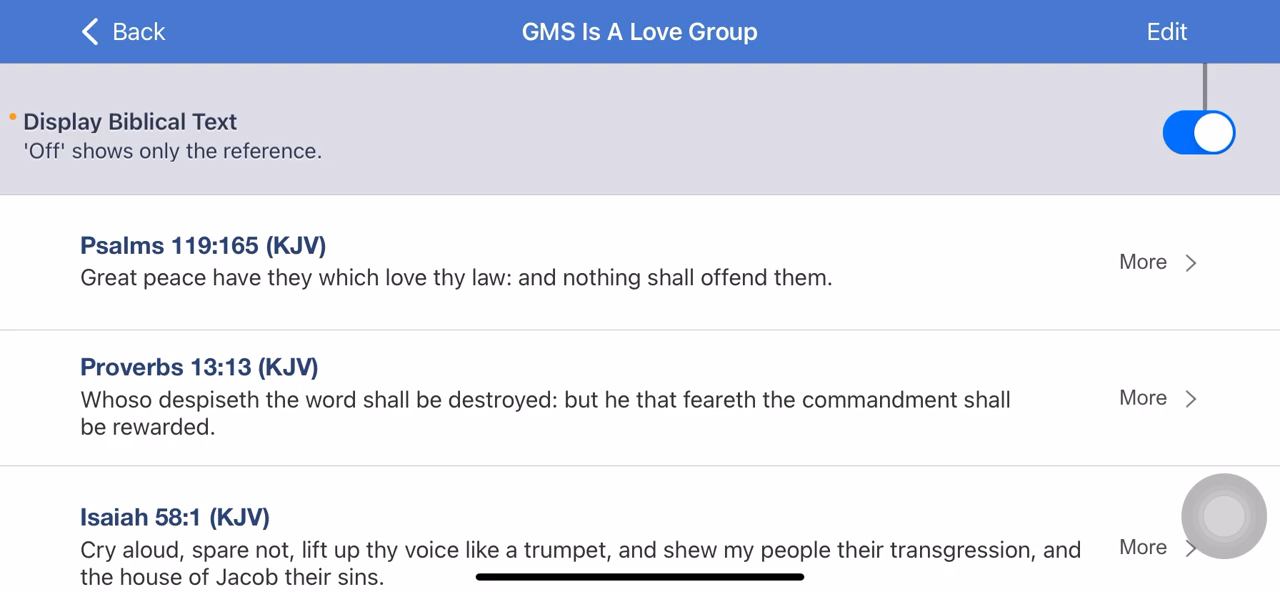 Back
GMS Is A Love Group
Edit
Display Biblical Text
'Off' shows only the reference.
Psalms 119:165 (KJV)
Great peace have they which love thy law: and nothing shall offend them.
More
Proverbs 13:13 (KJV)
Whoso despiseth the word shall be destroyed: but he that feareth the commandment shall
be rewarded.
More
Isaiah 58:1 (KJV)
Cry aloud, spare not, lift up thy voice like a trumpet, and shew my people their transgression, and
the house of Jacob their sins.
More